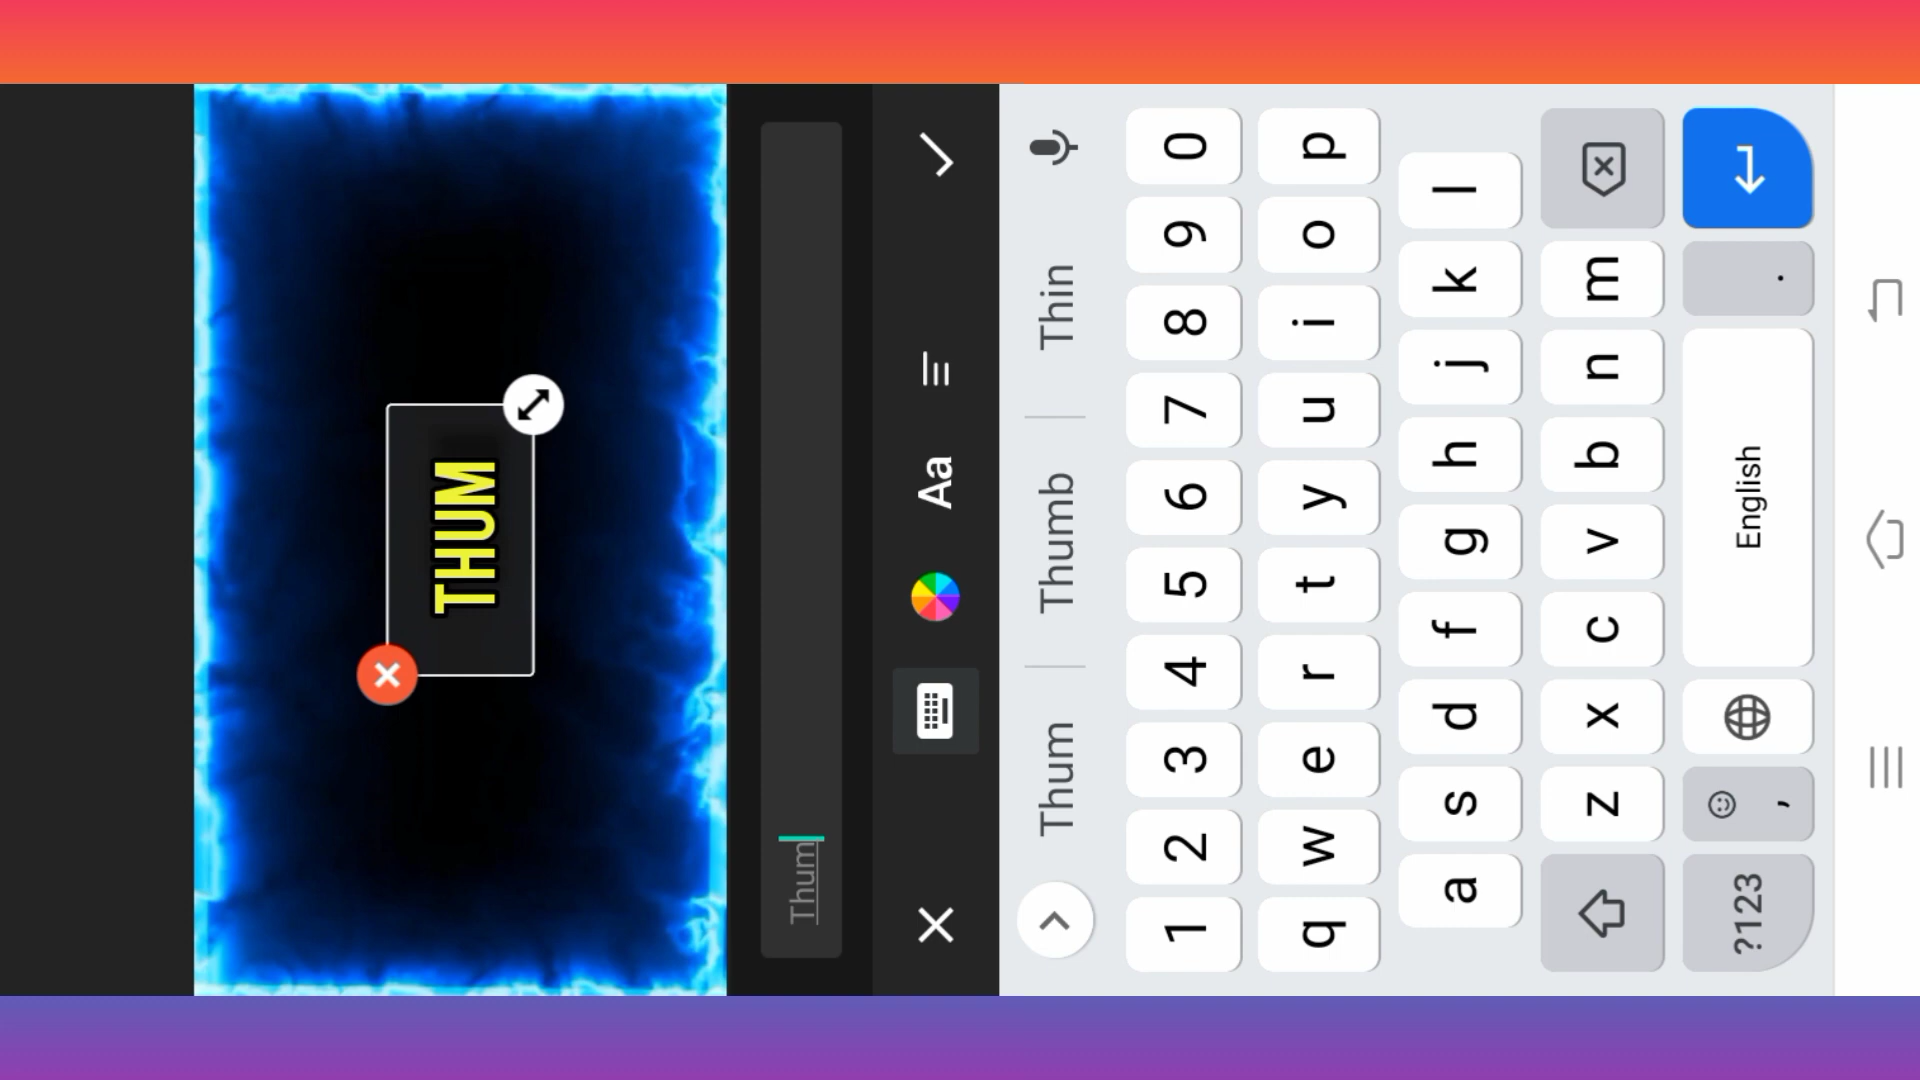 THUM
Thum
Aa
Thum Thumb Thin
1 2 3 4 5 6 7 8 9 0
q w e r t y u i o p
a s d f g h j k l
z x c v b n m
?123 , English .